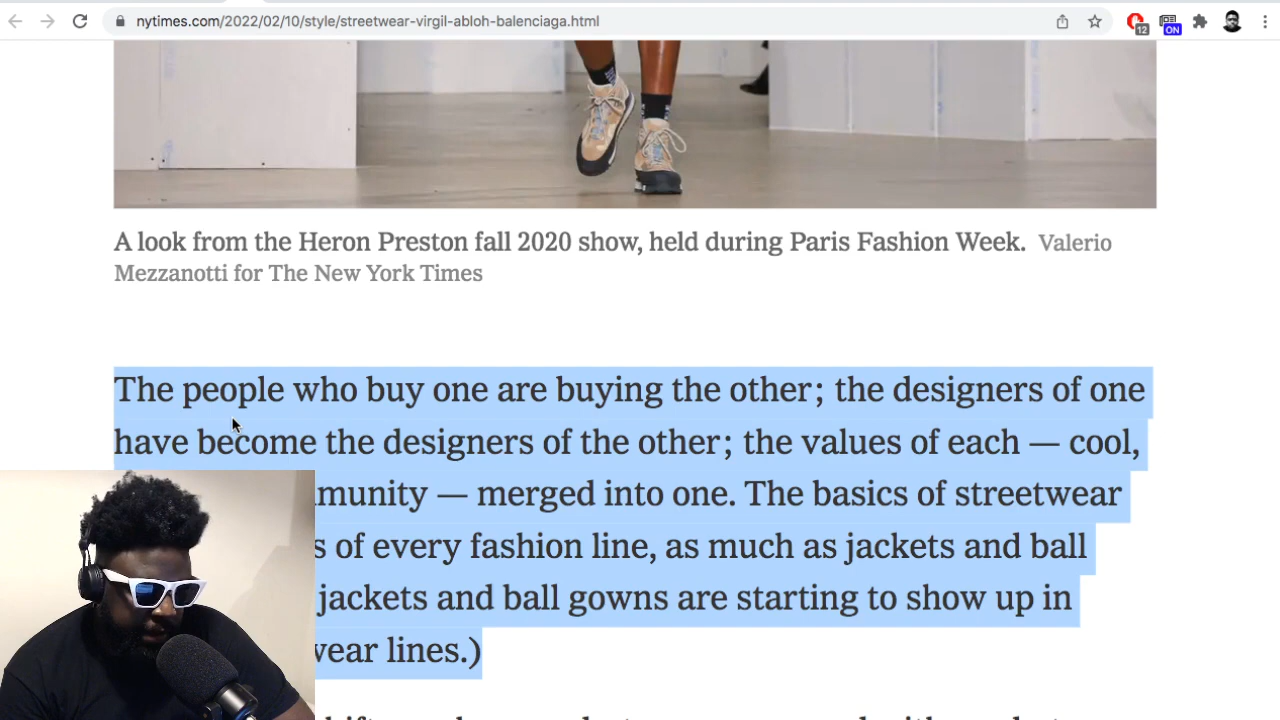 nytimes.com/2022/02/10/style/streetwear-virgil-abloh-balenciaga.html
12
ON
A look from the Heron Preston fall 2020 show, held during Paris Fashion Week. Valerio
Mezzanotti for The New York Times
The people who buy one are buying the other; the designers of one
have become the designers of the other; the values of each — cool,
munity — merged into one. The basics of streetwear
s of every fashion line, as much as jackets and ball
jackets and ball gowns are starting to show up in
wear lines.)